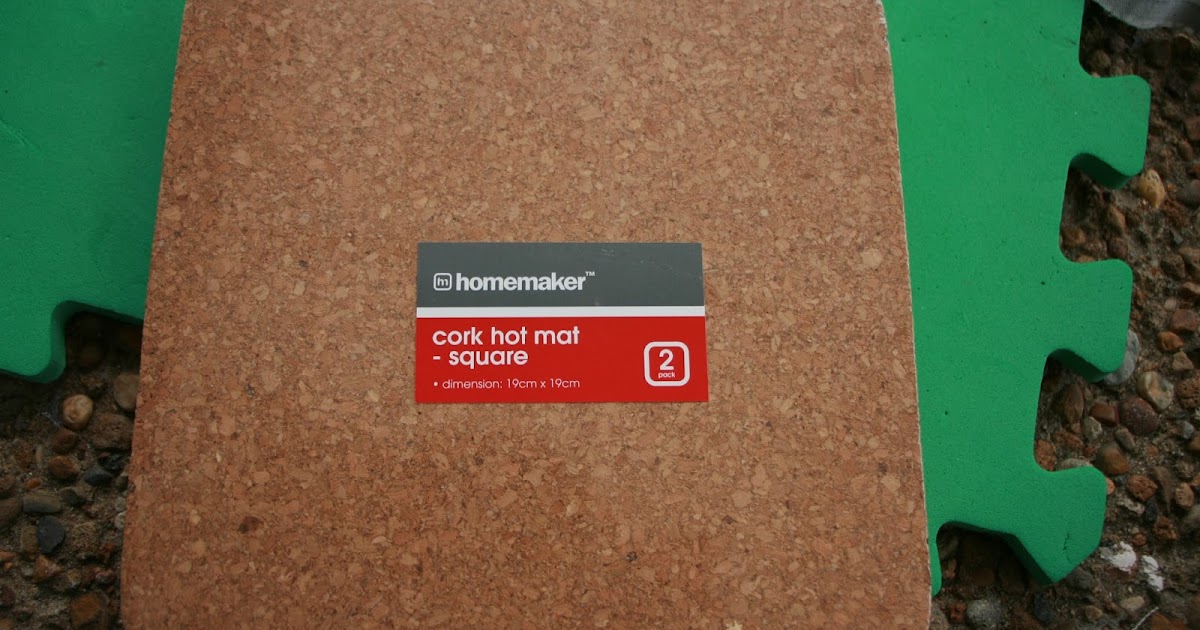 homemaker™
cork hot mat
- square
• dimension: 19cm x 19cm
2
pack